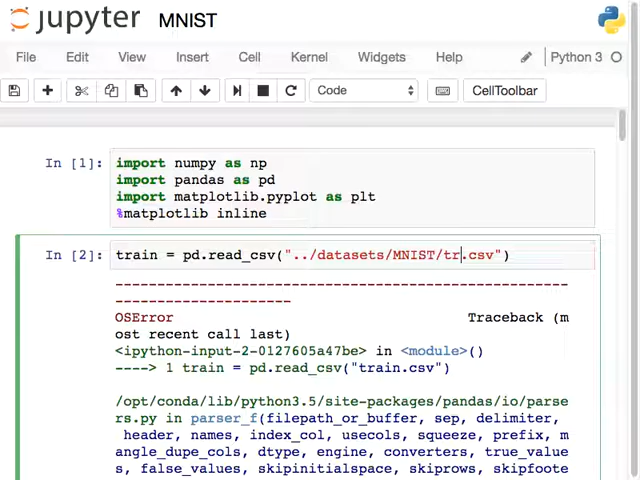 jupyter MNIST
File Edit View Insert Cell Kernel Widgets Help Python 3
Code CellToolbar
In [1]: import numpy as np
import pandas as pd
import matplotlib.pyplot as plt
%matplotlib inline
In [2]: train = pd.read_csv("../datasets/MNIST/tr.csv")
------------------------------------------------------
---------------------
OSError Traceback (m
ost recent call last)
<ipython-input-2-0127605a47be> in <module>()
----> 1 train = pd.read_csv("train.csv")
/opt/conda/lib/python3.5/site-packages/pandas/io/parse
rs.py in parser_f(filepath_or_buffer, sep, delimiter,
header, names, index_col, usecols, squeeze, prefix, m
angle_dupe_cols, dtype, engine, converters, true_value
s, false_values, skipinitialspace, skiprows, skipfoote